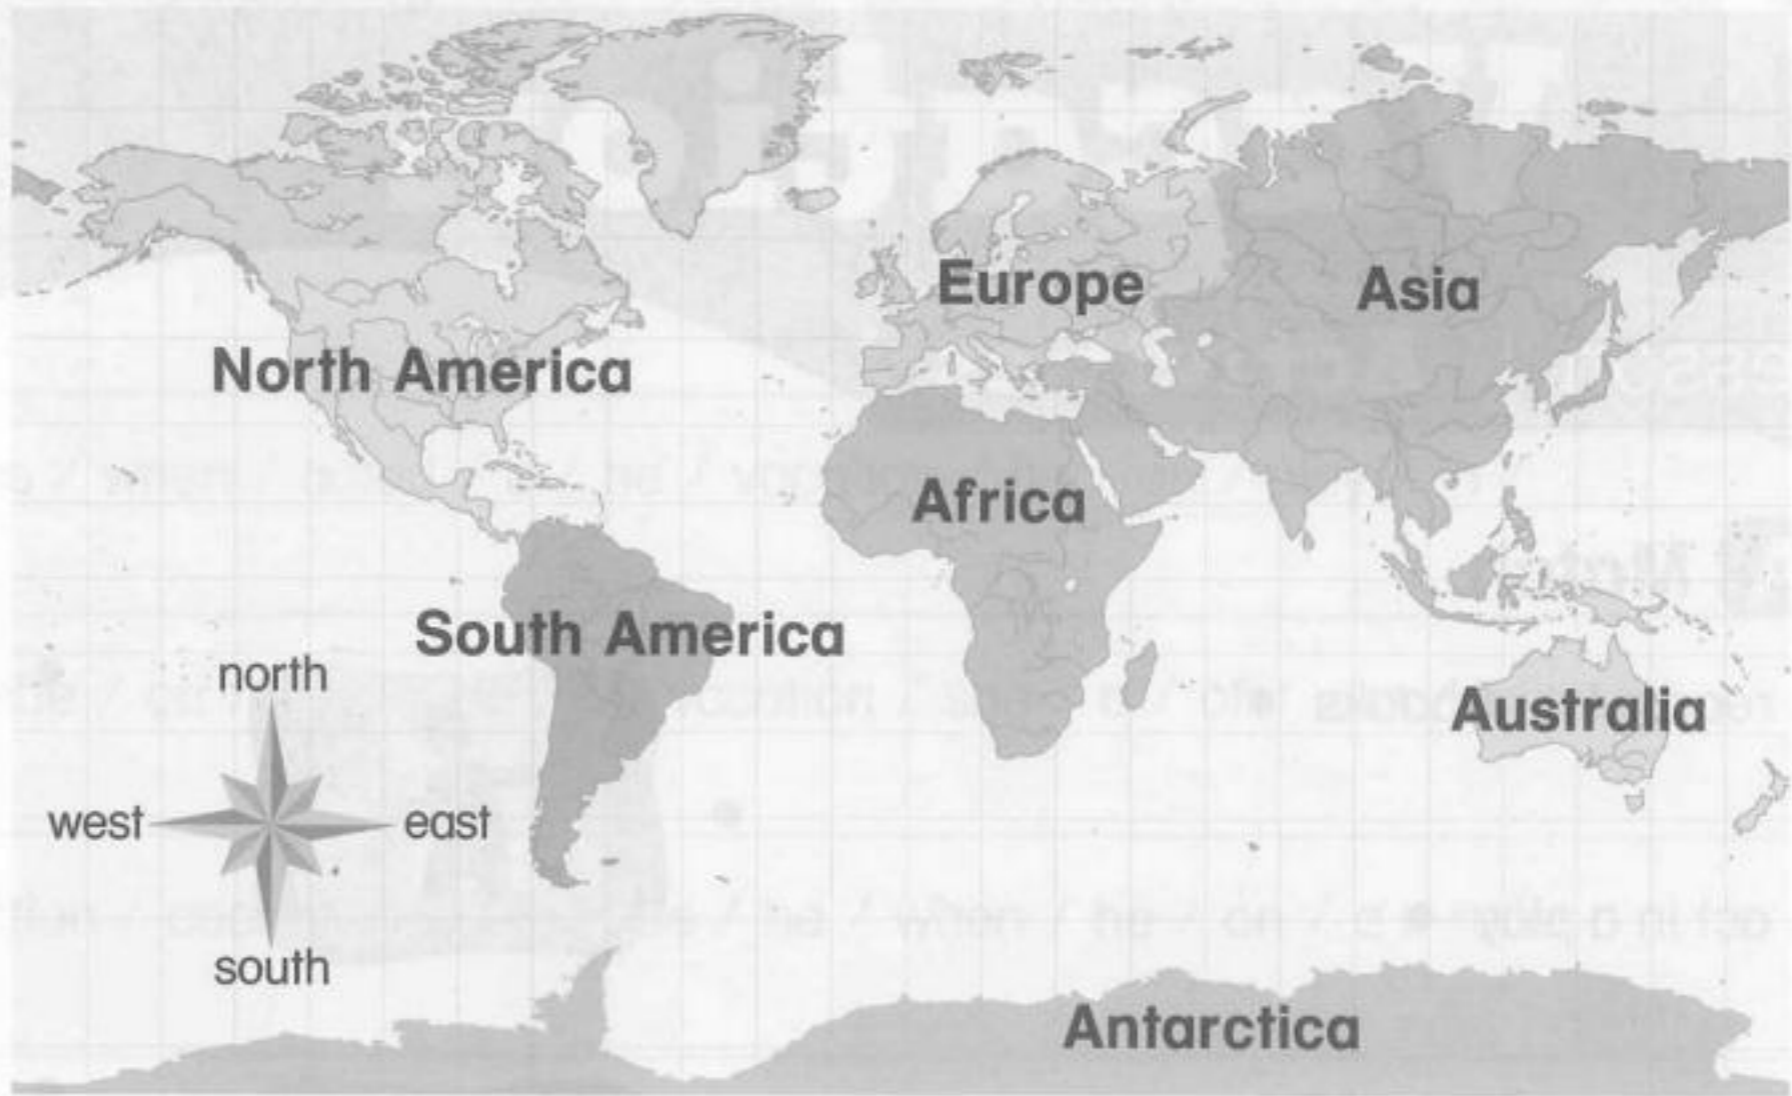 Europe
Asia
North America
Africa
South America
north
Australia
west
east
south
Antarctica